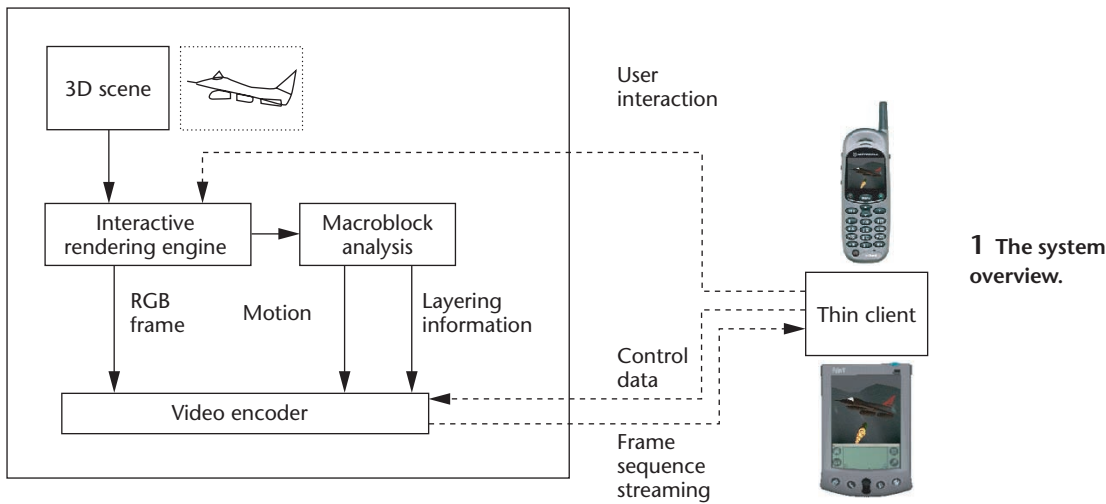 3D scene
User
interaction
Interactive
rendering engine
Macroblock
analysis
1 The system
overview.
RGB
frame
Motion
Layering
information
Thin client
Control
data
Video encoder
Frame
sequence
streaming